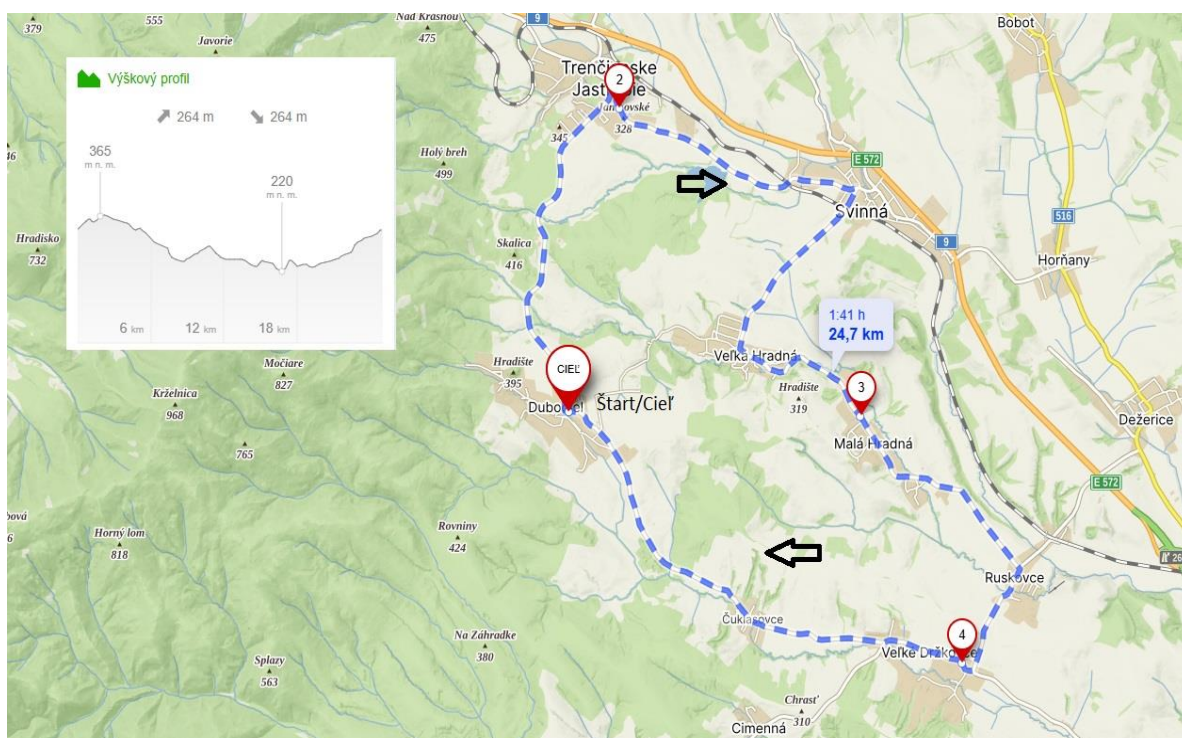 379
555
Javorie
Nad Krásnou
475
9
Bobot
Výškový profil
264 m
264 m
365
m n. m.
220
m n. m.
6 km
12 km
18 km
Trenčianske
Jastrabie
2
328
345
46
Holý breh
499
E 572
Svinná
516
Hradisko
732
Skalica
416
9
Horňany
1:41 h
24,7 km
Veľká Hradná
Močiare
827
Hradište
395
CIEĽ
Štart/Cieľ
Hradište
319
3
Krželnica
968
Dubodiel
Dežerice
Malá Hradná
765
E 572
Horný lom
818
6
Rovniny
424
26
Ruskovce
Čuklasovce
Na Záhradke
380
4
Veľké Držkovce
Splazy
563
Chrasť
310
Cimenná